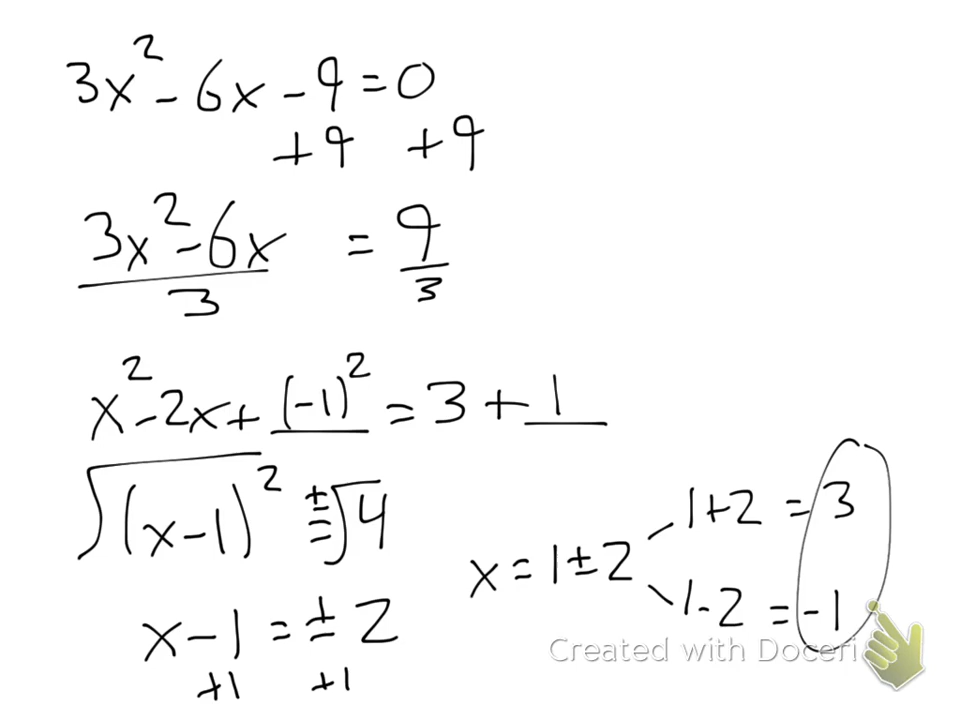 3x² - 6x - 9 = 0
+9 +9
3x² - 6x = 9
3 3
x² - 2x + (-1)² = 3 + 1
√(x-1)² = ±√4
x - 1 = ±2
+1 +1
x = 1 ± 2
1+2 = 3
1-2 = -1
Created with Doceri